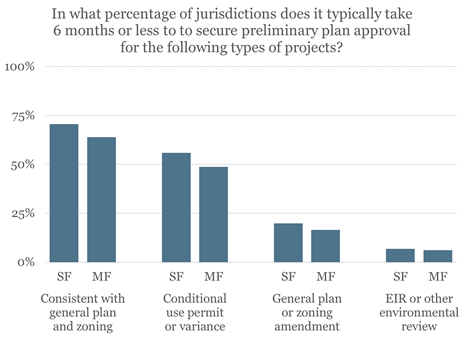 In what percentage of jurisdictions does it typically take
6 months or less to to secure preliminary plan approval
for the following types of projects?
100%
75%
50%
25%
0%
SF MF SF MF SF MF SF MF
Consistent with general plan and zoning
Conditional use permit or variance
General plan or zoning amendment
EIR or other environmental review